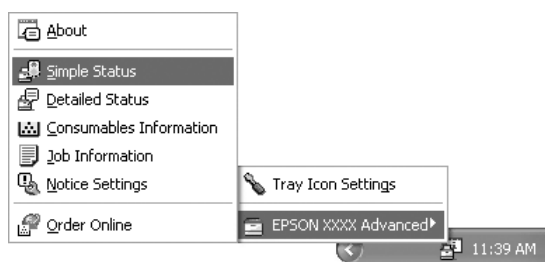 About
Simple Status
Detailed Status
Consumables Information
Job Information
Notice Settings
Order Online
Tray Icon Settings
EPSON XXXX Advanced
11:39 AM